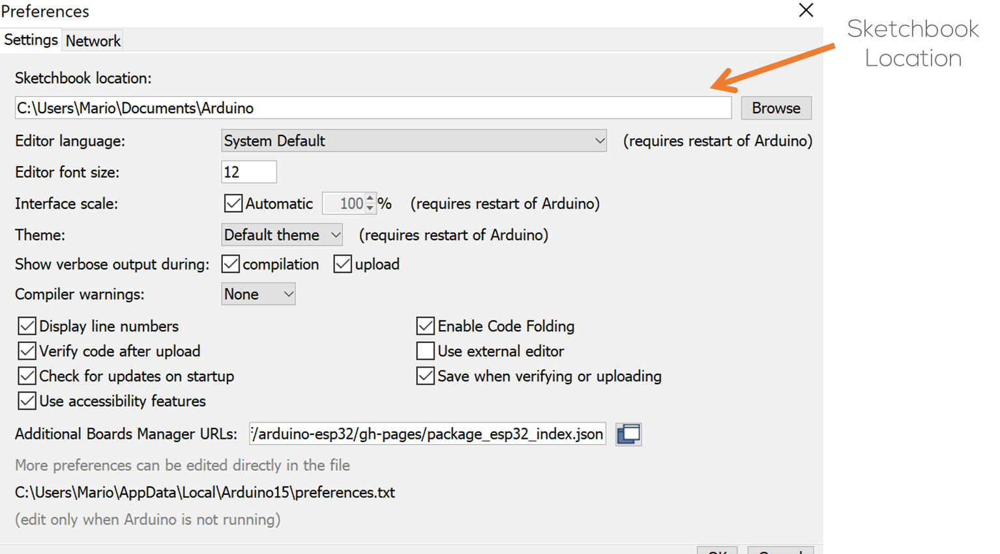 Preferences
Sketchbook
Location
Settings Network
Sketchbook location:
C:\Users\Mario\Documents\Arduino Browse
Editor language: System Default (requires restart of Arduino)
Editor font size: 12
Interface scale: Automatic 100 % (requires restart of Arduino)
Theme: Default theme (requires restart of Arduino)
Show verbose output during: compilation upload
Compiler warnings: None
Display line numbers Enable Code Folding
Verify code after upload Use external editor
Check for updates on startup Save when verifying or uploading
Use accessibility features
Additional Boards Manager URLs: /arduino-esp32/gh-pages/package_esp32_index.json
More preferences can be edited directly in the file
C:\Users\Mario\AppData\Local\Arduino15\preferences.txt
(edit only when Arduino is not running)